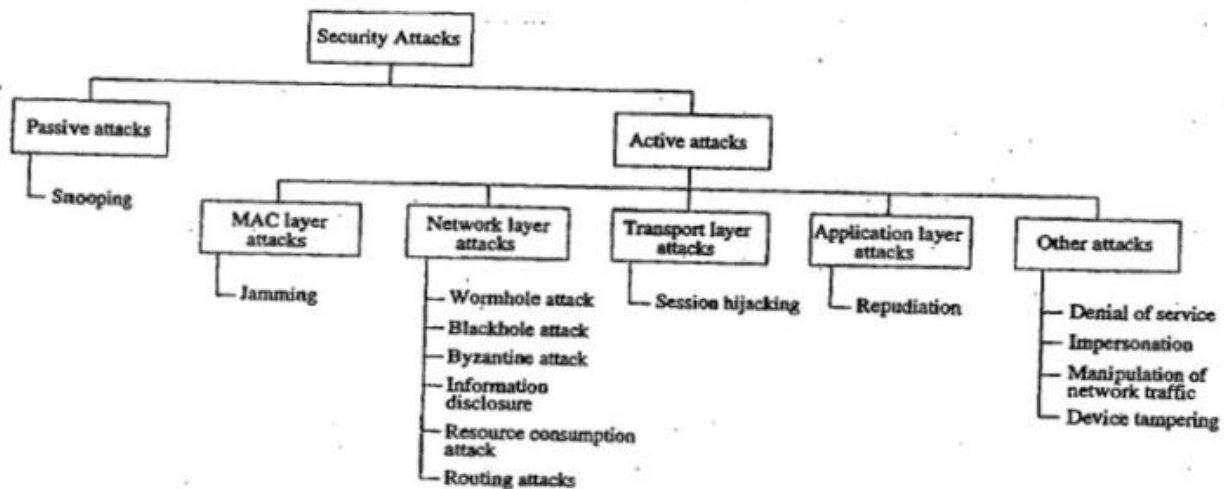 Security Attacks
Passive attacks
Active attacks
Snooping
MAC layer
attacks
Network layer
attacks
Transport layer
attacks
Application layer
attacks
Other attacks
Jamming
Wormhole attack
Blackhole attack
Byzantine attack
Information
disclosure
Resource consumption
attack
Routing attacks
Session hijacking
Repudiation
Denial of service
Impersonation
Manipulation of
network traffic
Device tampering